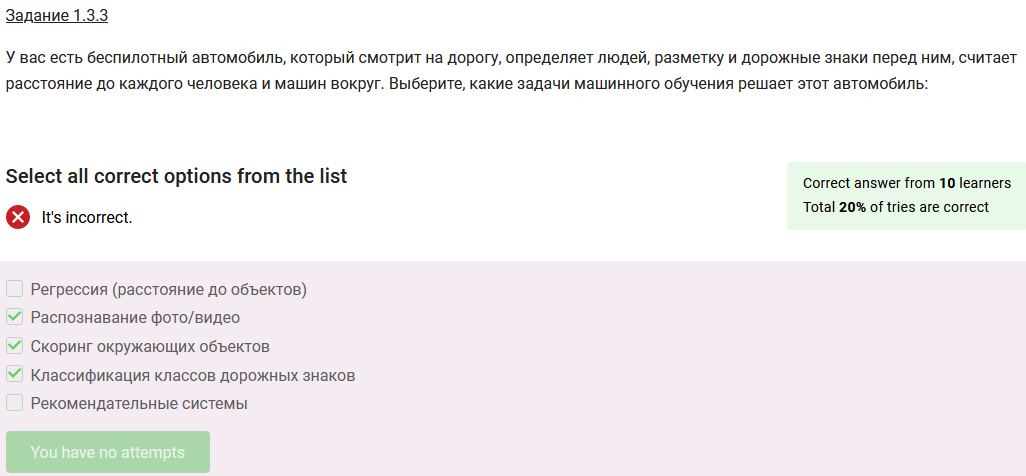 Задание 1.3.3
У вас есть беспилотный автомобиль, который смотрит на дорогу, определяет людей, разметку и дорожные знаки перед ним, считает
расстояние до каждого человека и машин вокруг. Выберите, какие задачи машинного обучения решает этот автомобиль:
Select all correct options from the list
It's incorrect.
Correct answer from 10 learners
Total 20% of tries are correct
Регрессия (расстояние до объектов)
Распознавание фото/видео
Скоринг окружающих объектов
Классификация классов дорожных знаков
Рекомендательные системы
You have no attempts